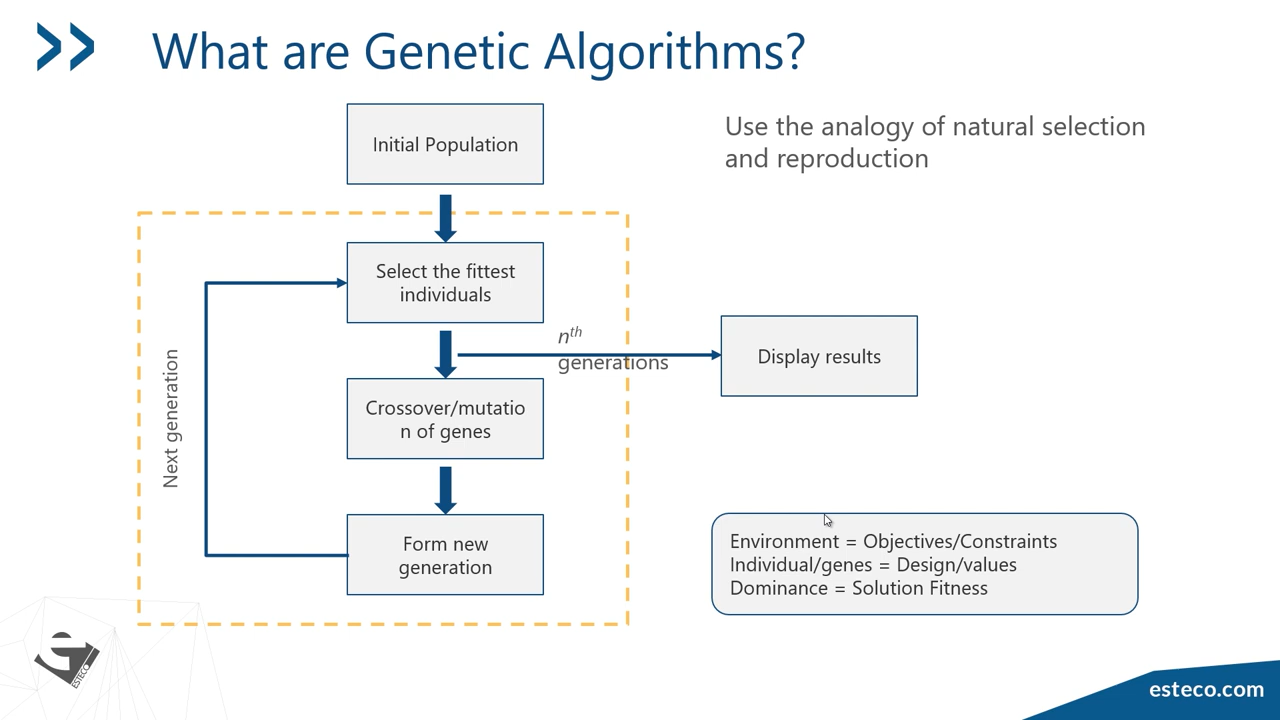 What are Genetic Algorithms?
Use the analogy of natural selection
and reproduction
Initial Population
Select the fittest
individuals
nth
generations
Display results
Next generation
Crossover/mutatio
n of genes
Form new
generation
Environment = Objectives/Constraints
Individual/genes = Design/values
Dominance = Solution Fitness
ESTECO
esteco.com